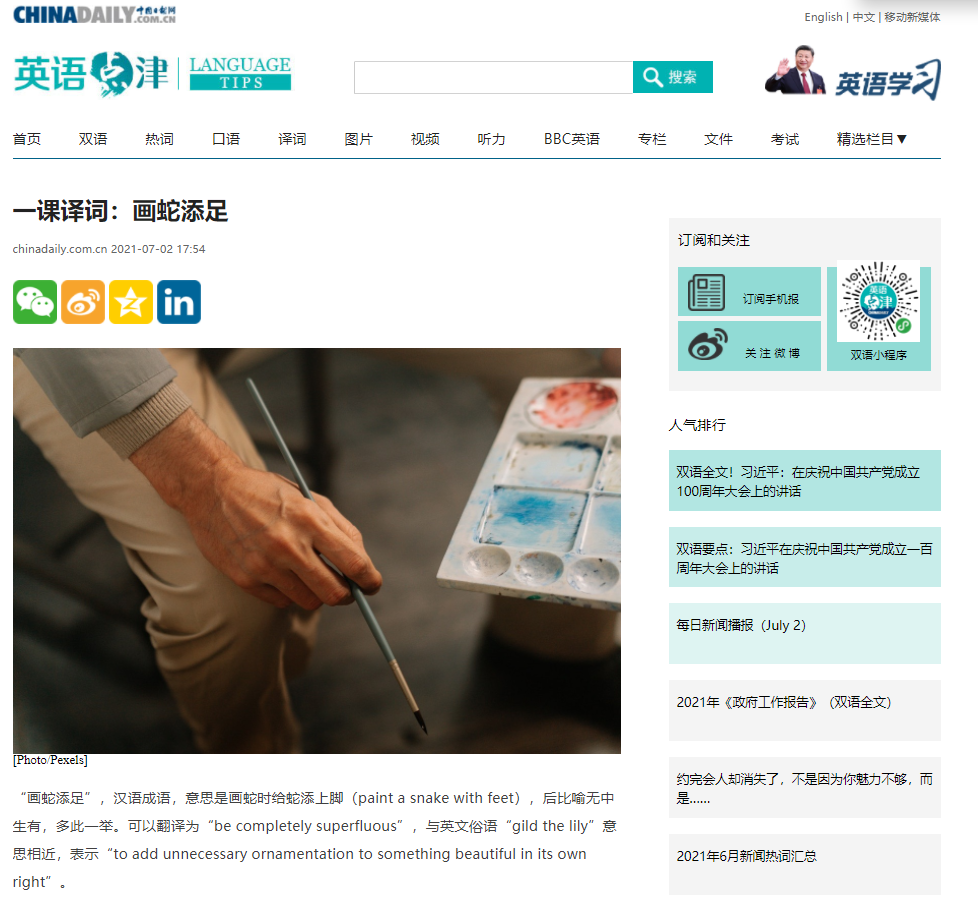 CHINADAILY 中国日报网 .COM.CN
English | 中文 | 移动新媒体
英语点津 LANGUAGE TIPS
搜索
英语学习
首页 双语 热词 口语 译词 图片 视频 听力 BBC英语 专栏 文件 考试 精选栏目▼
一课译词：画蛇添足
chinadaily.com.cn 2021-07-02 17:54
in
[Photo/Pexels]
“画蛇添足”，汉语成语，意思是画蛇时给蛇添上脚（paint a snake with feet），后比喻无中
生有，多此一举。可以翻译为“be completely superfluous”，与英文俗语“gild the lily”意
思相近，表示“to add unnecessary ornamentation to something beautiful in its own
right”。
订阅和关注
订阅手机报
关注微博
英语点津
双语小程序
人气排行
双语全文！习近平：在庆祝中国共产党成立
100周年大会上的讲话
双语要点：习近平在庆祝中国共产党成立一百
周年大会上的讲话
每日新闻播报（July 2）
2021年《政府工作报告》（双语全文）
约完会人却消失了，不是因为你魅力不够，而
是……
2021年6月新闻热词汇总